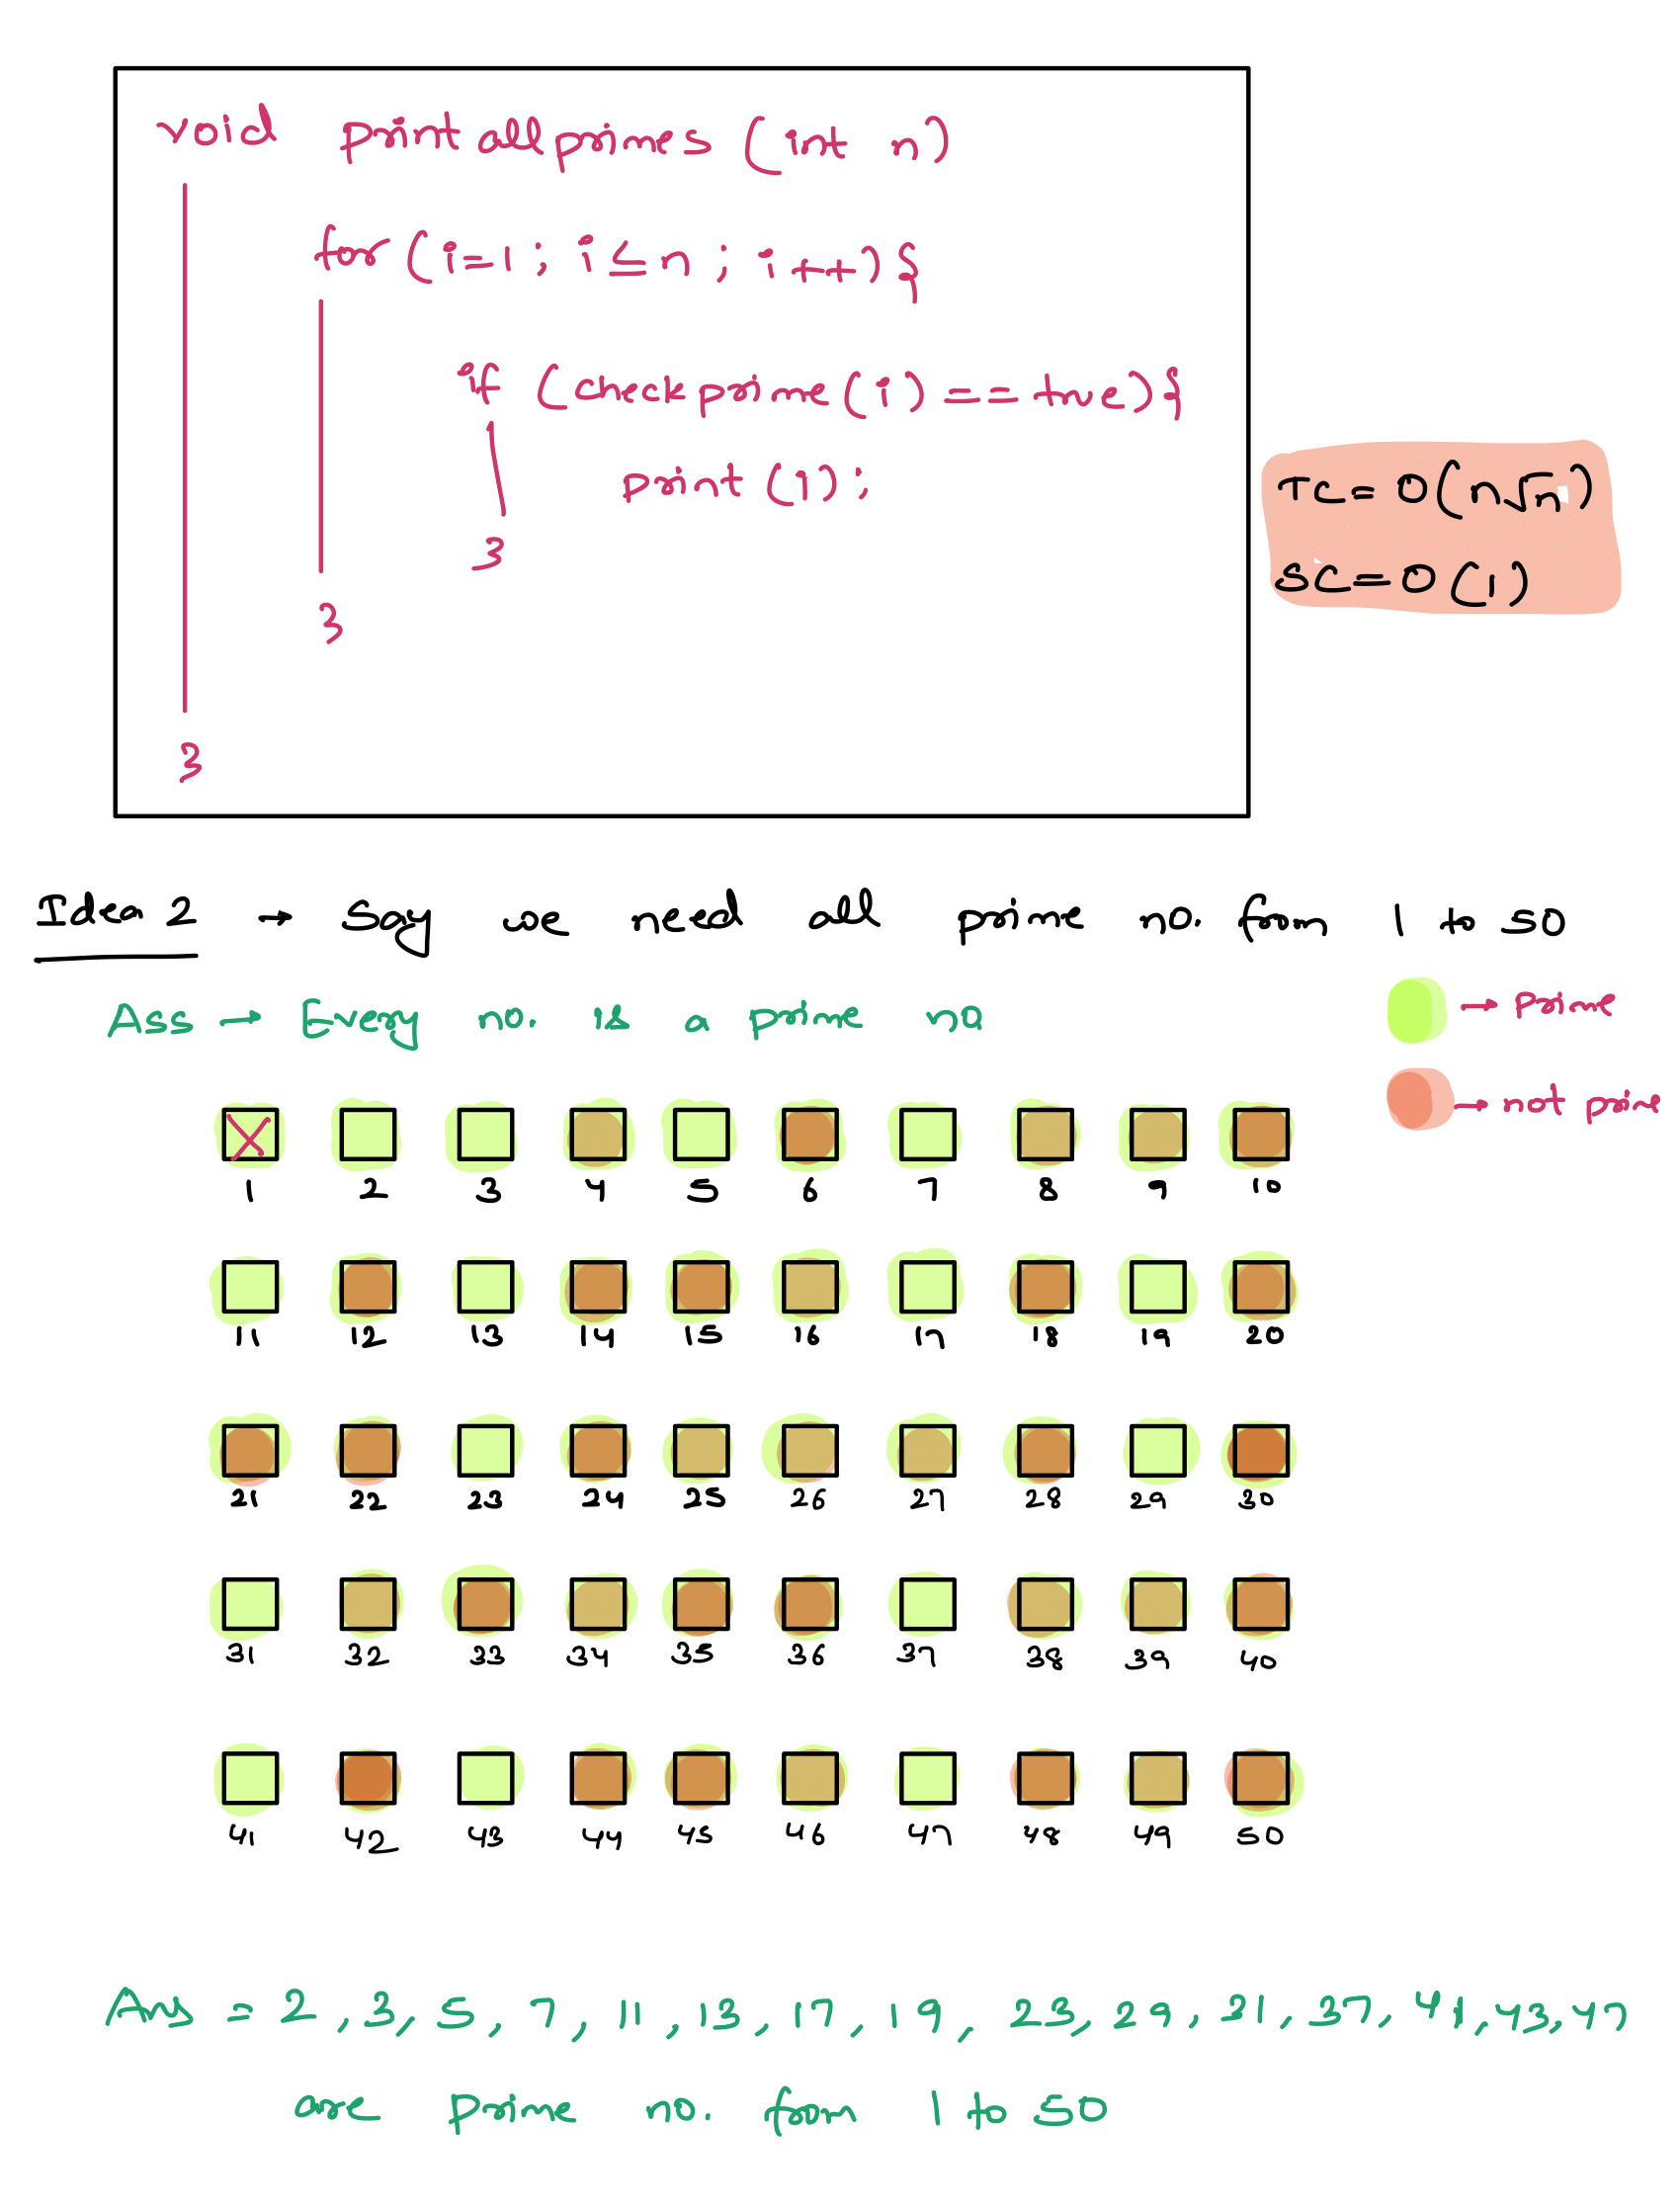 void printallprimes (int n)
for (i=1; i≤n; i++){
if (checkprime(i) == true){
print(i);
}
}
}
TC = O(n√n)
SC = O(1)
Idea 2 → Say we need all prime no. from 1 to 50
Ass → Every no. is a prime no
→ Prime
→ not prime
1 2 3 4 5 6 7 8 9 10
11 12 13 14 15 16 17 18 19 20
21 22 23 24 25 26 27 28 29 30
31 32 33 34 35 36 37 38 39 40
41 42 43 44 45 46 47 48 49 50
Ans = 2, 3, 5, 7, 11, 13, 17, 19, 23, 29, 31, 37, 41, 43, 47
are prime no. from 1 to 50